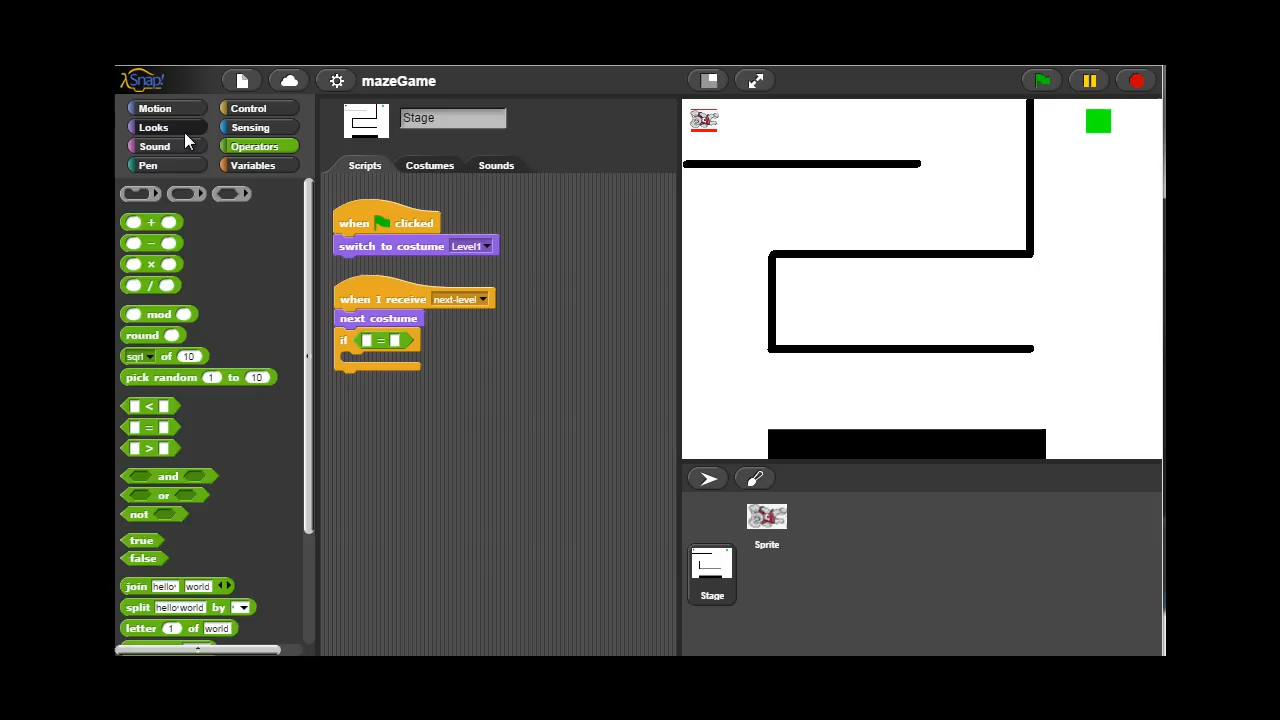 λSnap!
mazeGame
Motion
Control
Looks
Sensing
Sound
Operators
Pen
Variables
+
−
×
/
mod
round
sqrt of 10
pick random 1 to 10
<
=
>
and
or
not
true
false
join hello world
split hello world by
letter 1 of world
Stage
Scripts
Costumes
Sounds
when clicked
switch to costume Level1
when I receive next-level
next costume
if =
Sprite
Stage